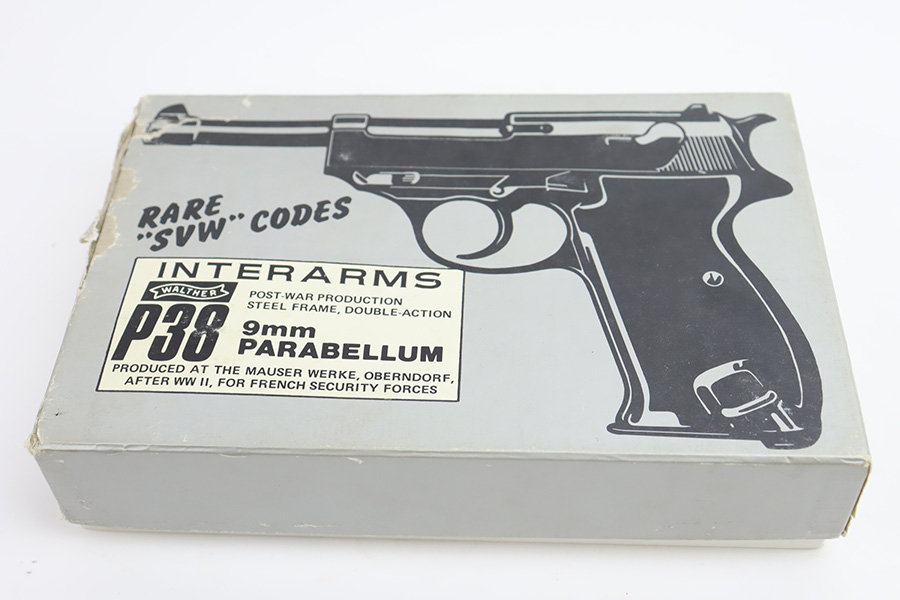 RARE
"SVW" CODES
INTERARMS
WALTHER
P38
POST-WAR PRODUCTION
STEEL FRAME, DOUBLE-ACTION
9mm
PARABELLUM
PRODUCED AT THE MAUSER WERKE, OBERNDORF,
AFTER WW II, FOR FRENCH SECURITY FORCES